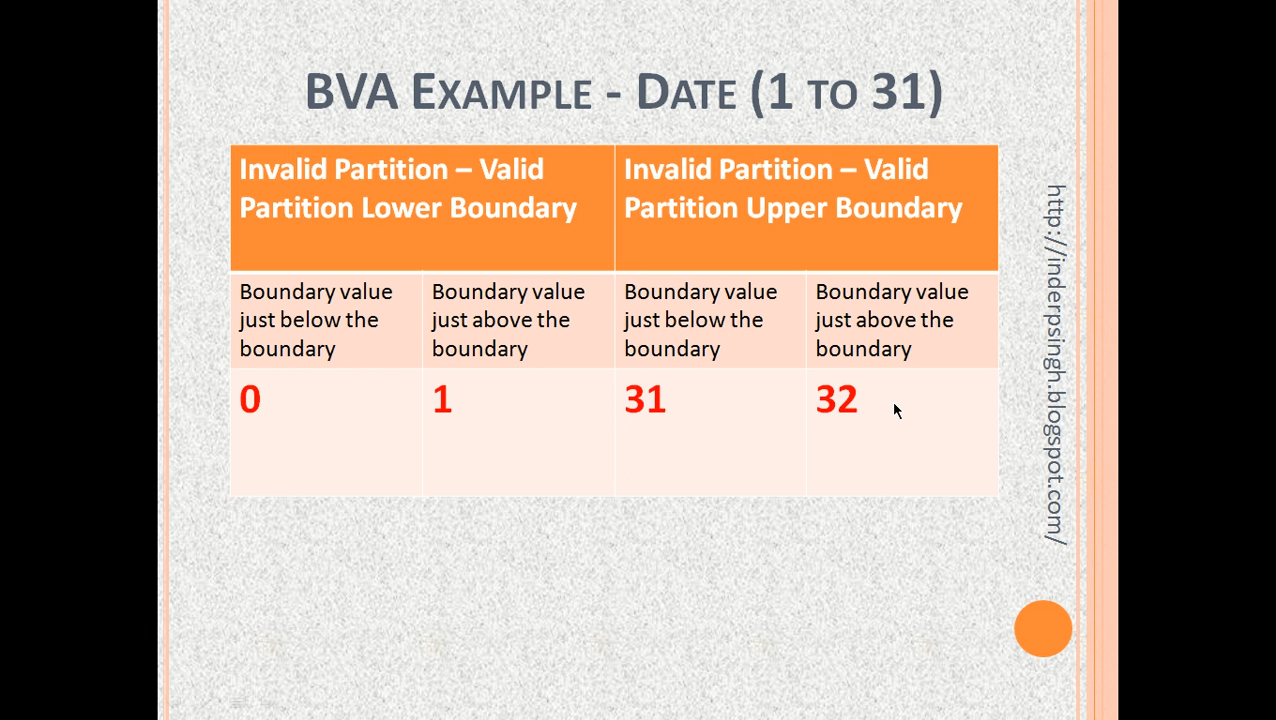 BVA EXAMPLE - DATE (1 TO 31)
Invalid Partition – Valid
Partition Lower Boundary
Invalid Partition – Valid
Partition Upper Boundary
Boundary value
just below the
boundary
Boundary value
just above the
boundary
Boundary value
just below the
boundary
Boundary value
just above the
boundary
0
1
31
32
http://inderpsingh.blogspot.com/